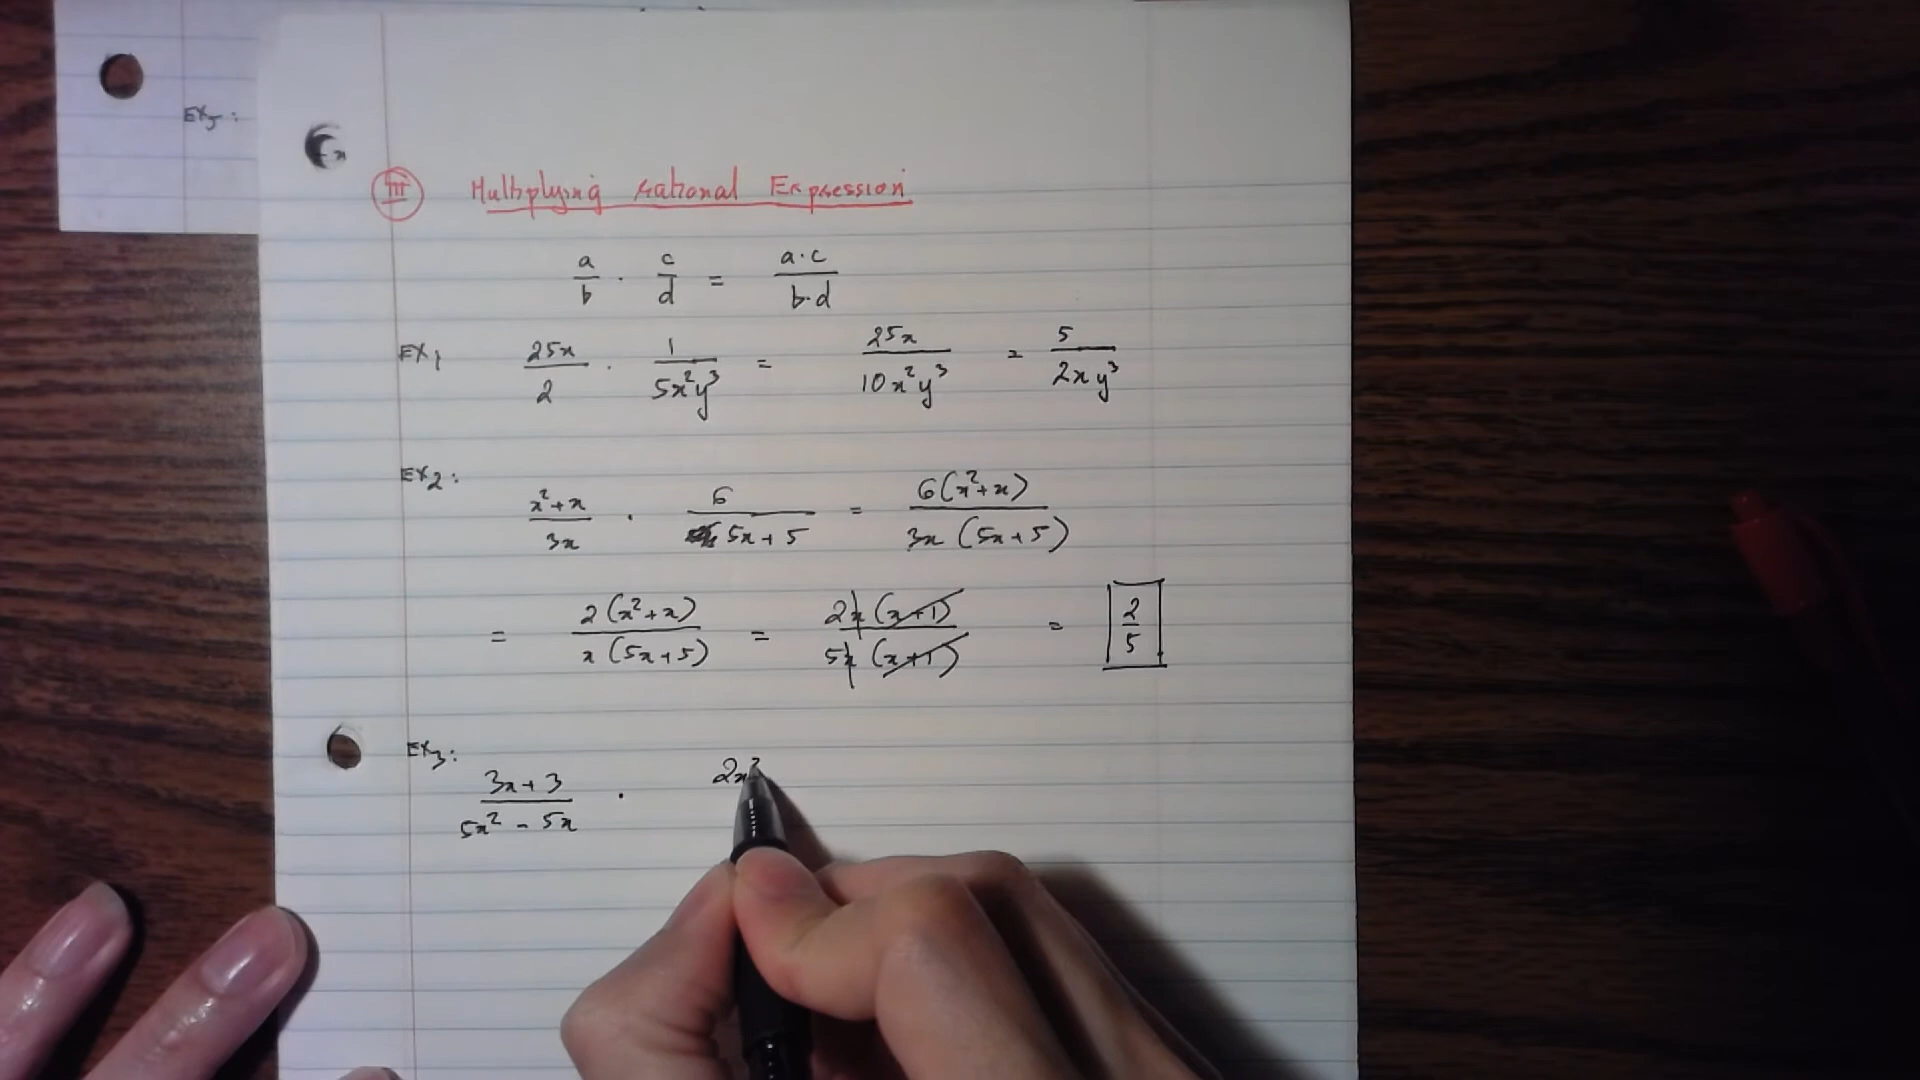 Ex5:
III Multiplying rational Expression
a/b · c/d = a·c/b·d
EX1 25x/2 · 1/5x²y³ = 25x/10x²y³ = 5/2xy³
EX2: x²+x/3x · 6/5x+5 = 6(x²+x)/3x(5x+5)
= 2(x²+x)/x(5x+5) = 2x(x+1)/5x(x+1) = 2/5
EX3: 3x+3/5x²-5x · 2x²